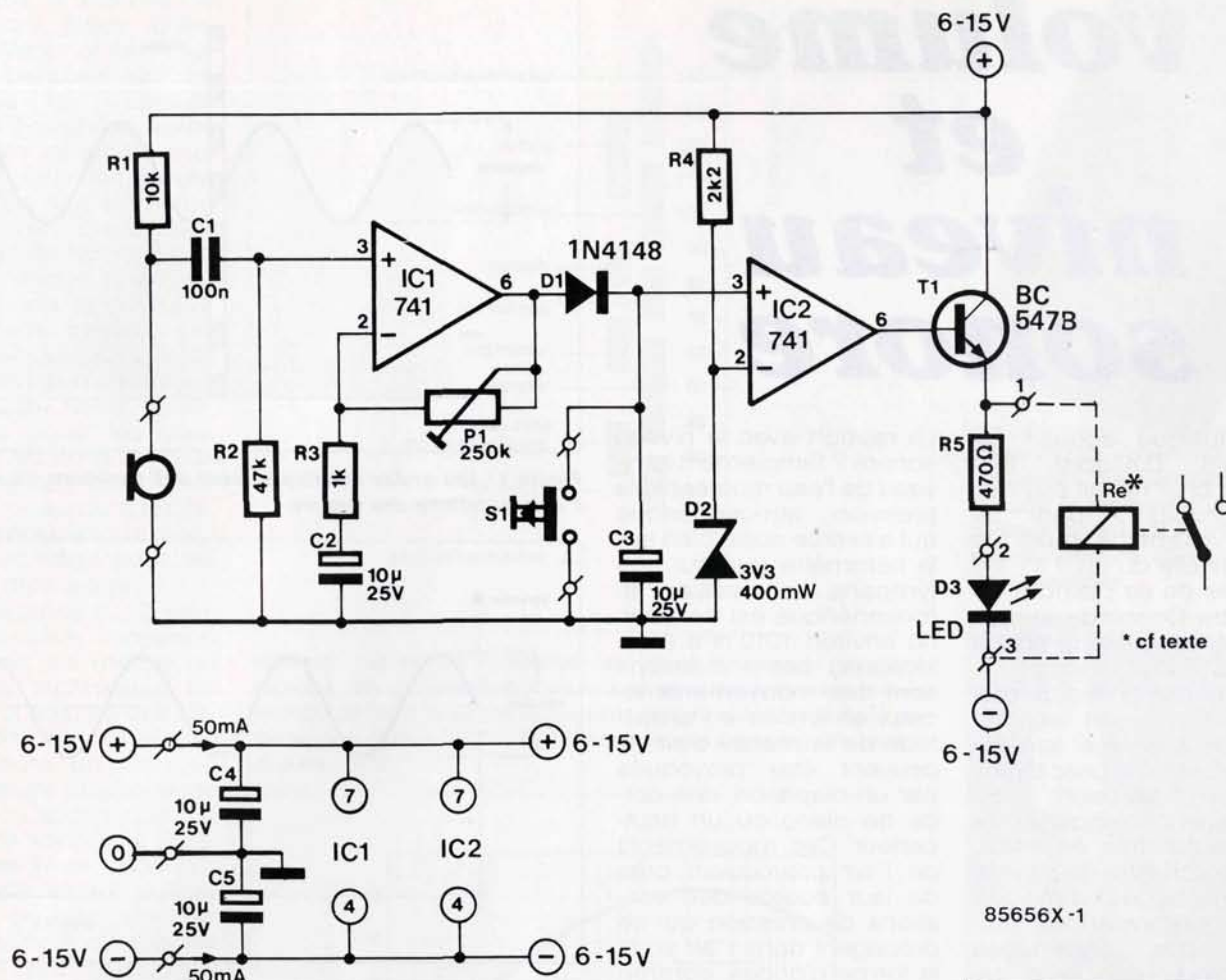 6-15V
+
R1
10k
C1
100n
R4
2k2
3
+
IC1
741
2
−
6
D1
1N4148
3
+
IC2
741
2
−
6
T1
BC
547B
1
P1
250k
R2
47k
R3
1k
S1
C2
10µ
25V
C3
10µ
25V
D2
3V3
400mW
R5
470Ω
Re*
2
D3
LED
3
* cf texte
−
6-15V
6-15V
+
50mA
+
6-15V
C4
10µ
25V
7
7
0
IC1
IC2
C5
10µ
25V
4
4
6-15V
−
50mA
−
6-15V
85656X-1